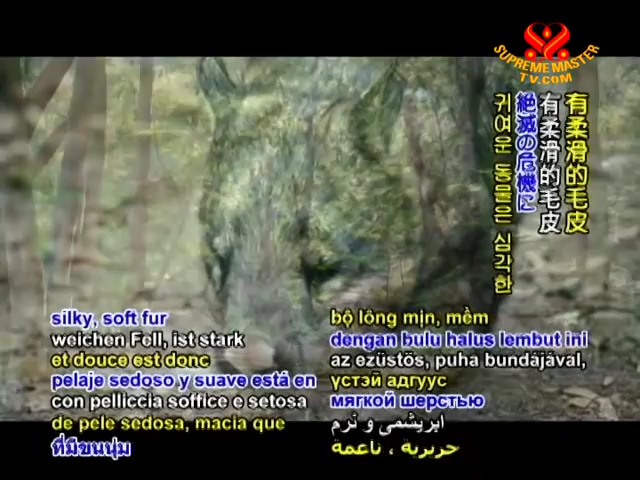 SUPREME MASTER
TV.COM
有柔滑的毛皮
有柔滑的毛皮
絶滅の危機に
귀여운 동물은 심각한
silky, soft fur
weichen Fell, ist stark
et douce est donc
pelaje sedoso y suave está en
con pelliccia soffice e setosa
de pele sedosa, macia que
ที่มีขนนุ่ม
bộ lông mịn, mềm
dengan bulu halus lembut ini
az ezüstös, puha bundájával,
үстэй адгуус
мягкой шерстью
ابریشمی و نرم
حريرية ، ناعمة